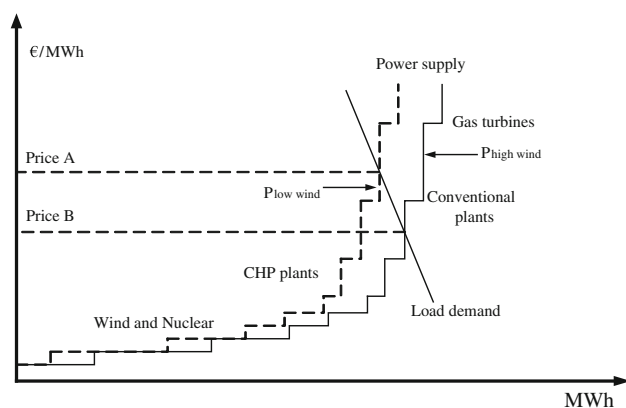 €/MWh
Power supply
Gas turbines
Price A
Phigh wind
Plow wind
Conventional
plants
Price B
CHP plants
Load demand
Wind and Nuclear
MWh